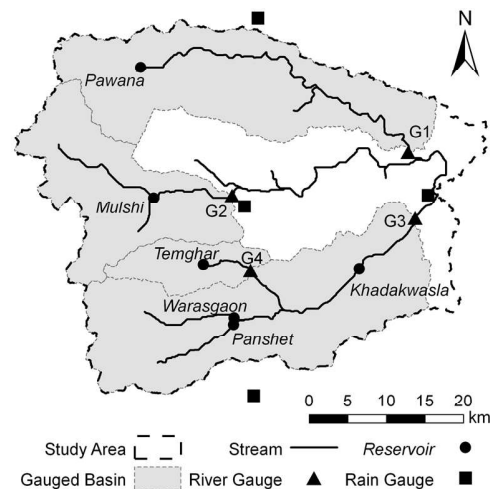 N
Pawana
G1
Mulshi
G2
G3
Temghar
G4
Khadakwasla
Warasgaon
Panshet
0 5 10 15 20
km
Study Area Stream Reservoir
Gauged Basin River Gauge Rain Gauge